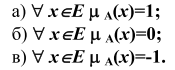 а) ∀ x∈E μ A(x)=1;
б) ∀ x∈E μ A(x)=0;
в) ∀ x∈E μ A(x)=-1.